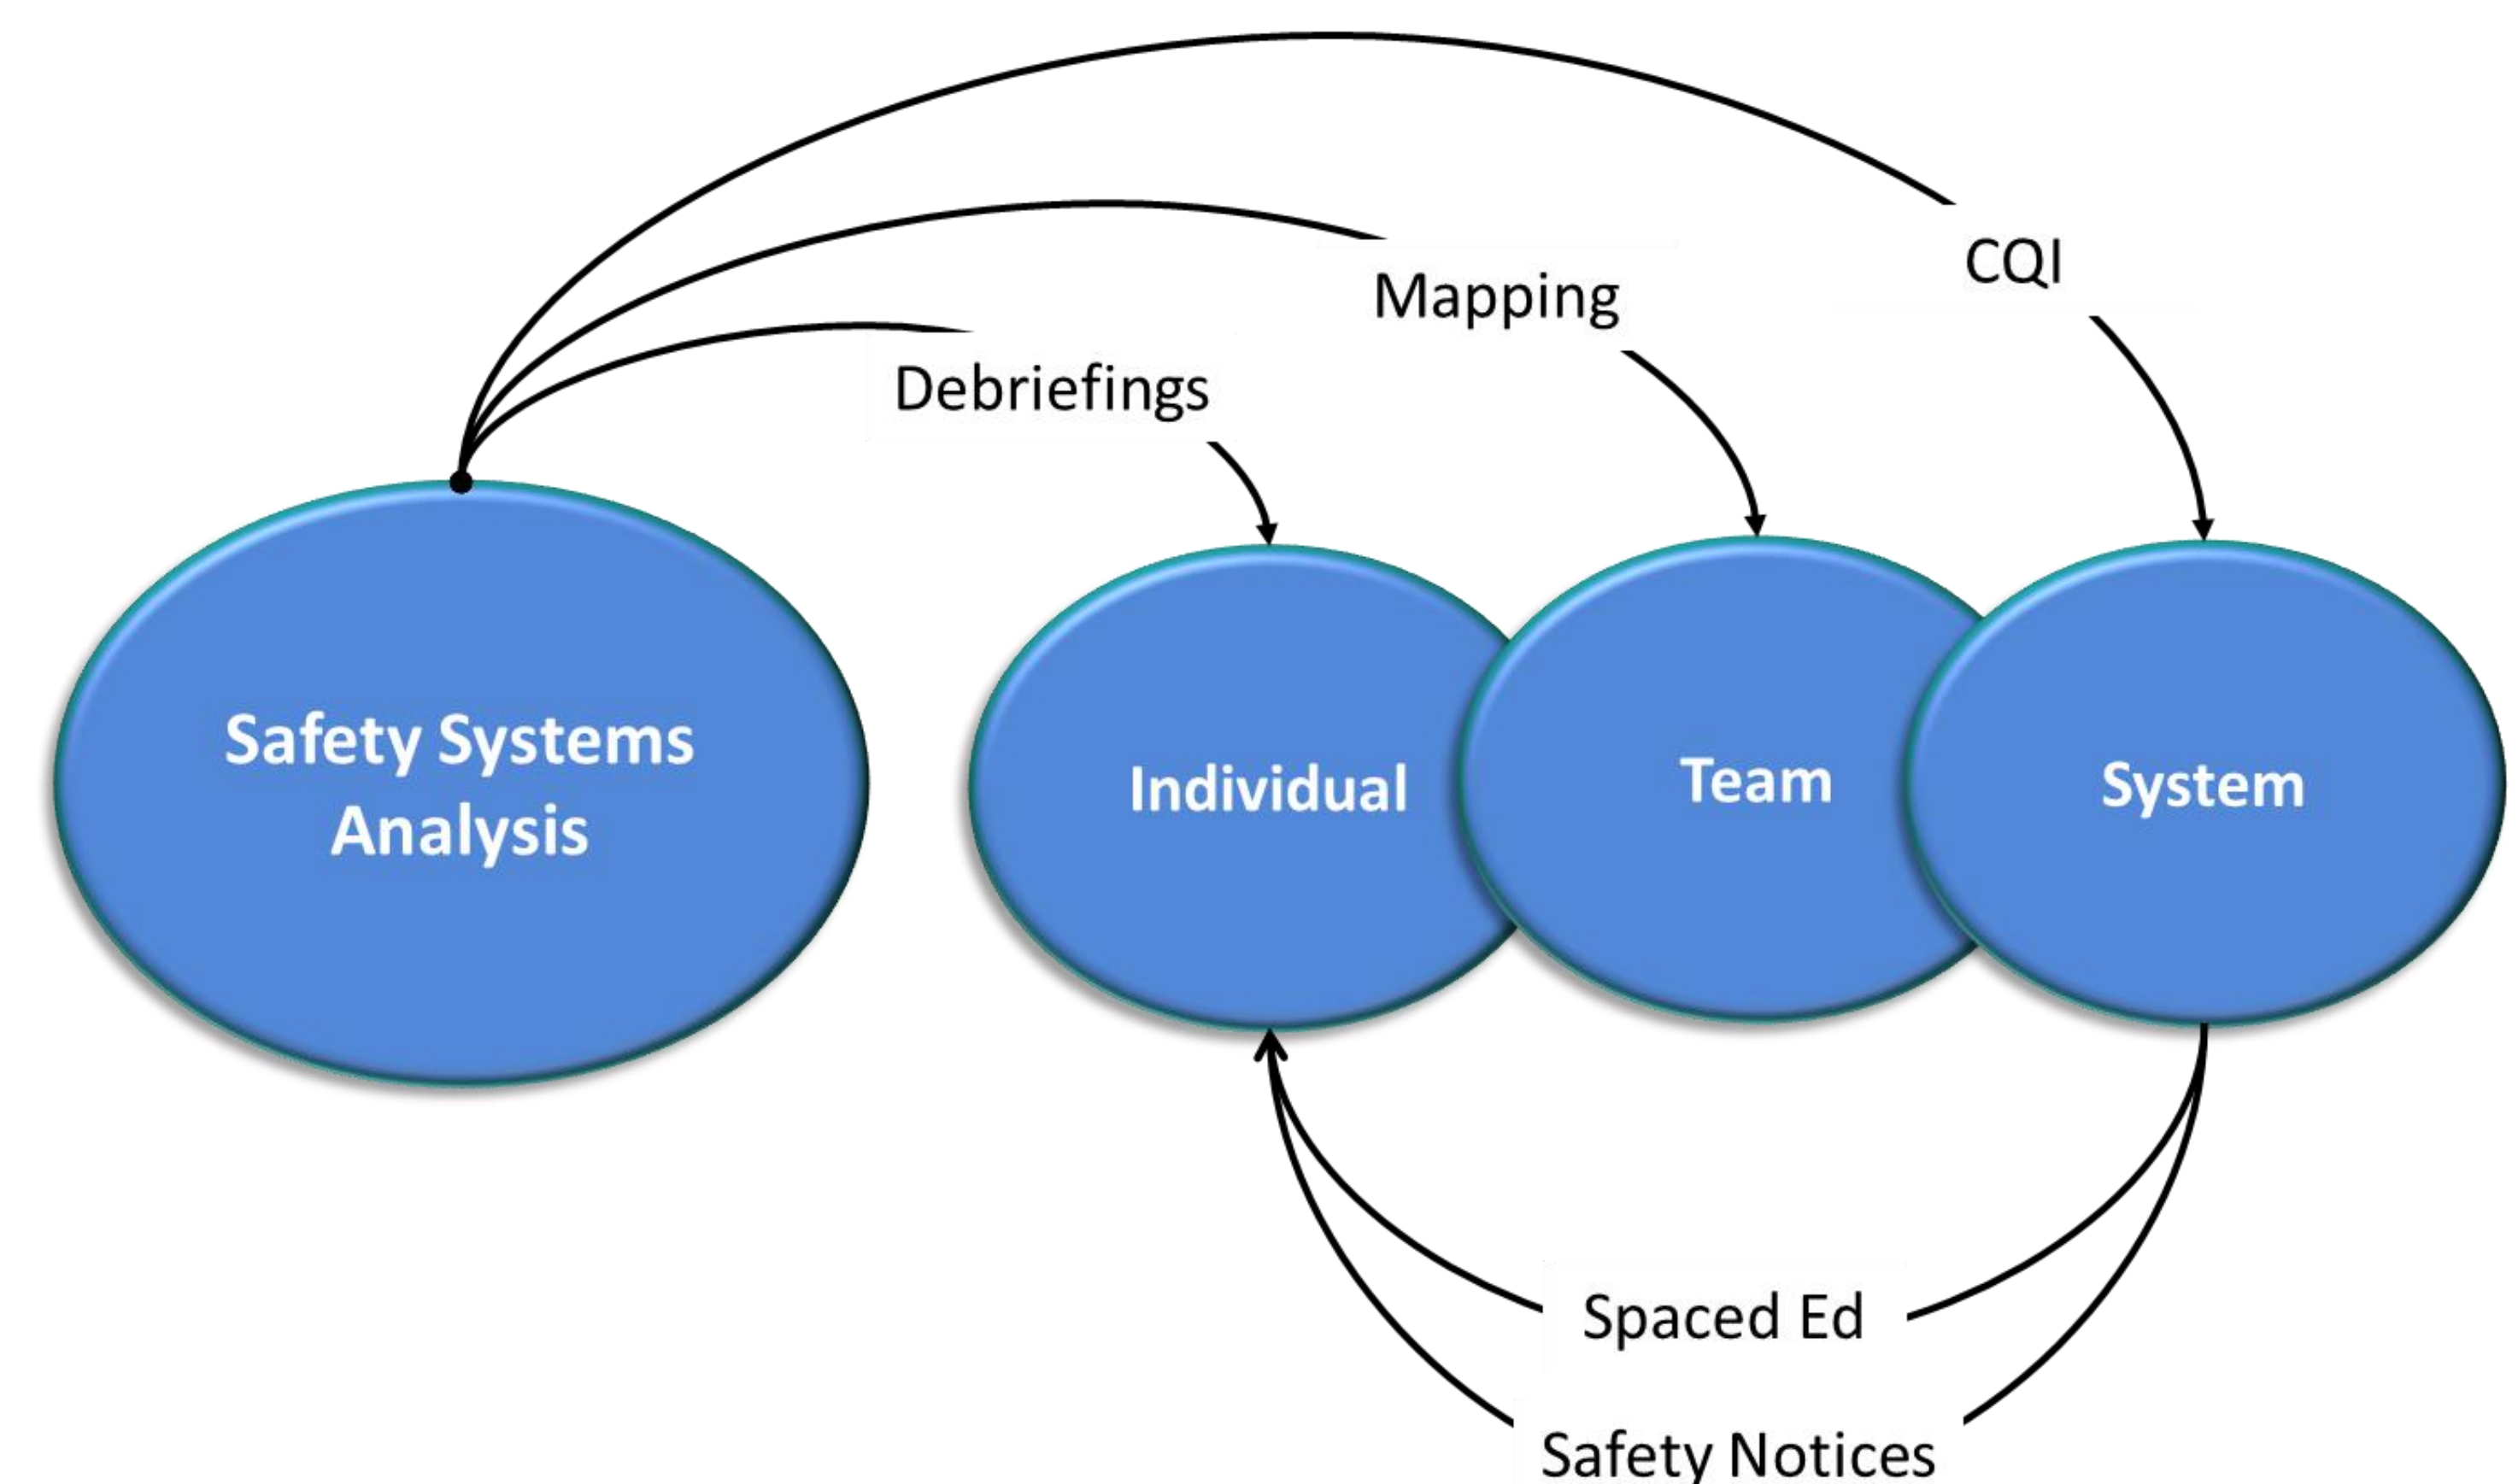 CQI
Mapping
Debriefings
Safety Systems
Analysis
Individual
Team
System
Spaced Ed
Safety Notices